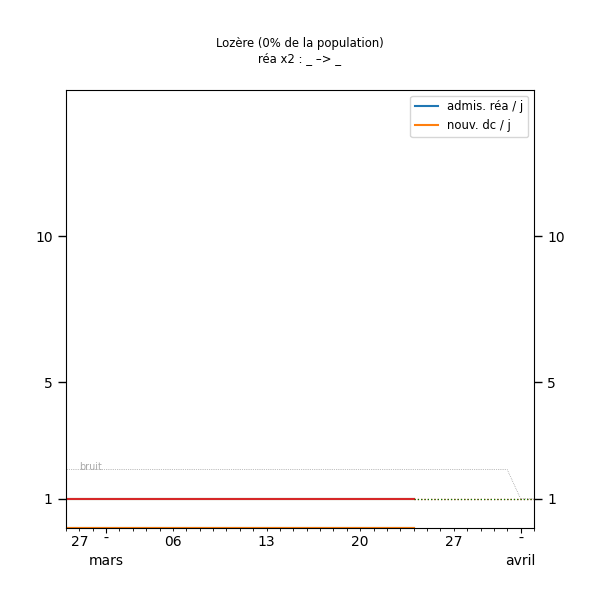 Lozère (0% de la population)
réa x2 : _ –> _
admis. réa / j
nouv. dc / j
10 10
5 5
bruit
1 1
27 - 06 13 20 27 -
mars avril